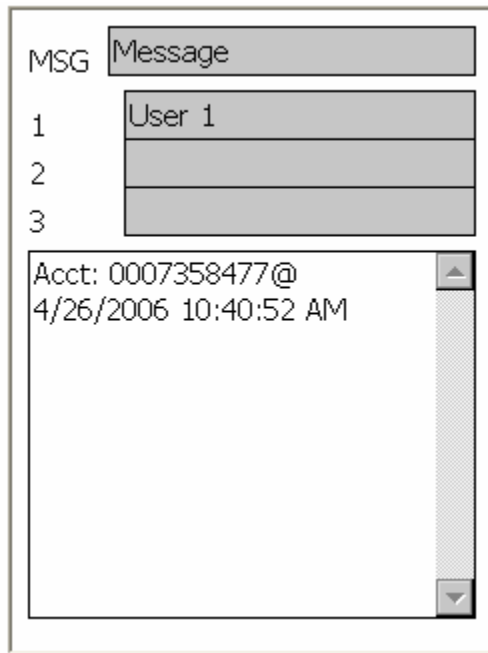 MSG Message
1 User 1
2
3
Acct: 0007358477@
4/26/2006 10:40:52 AM